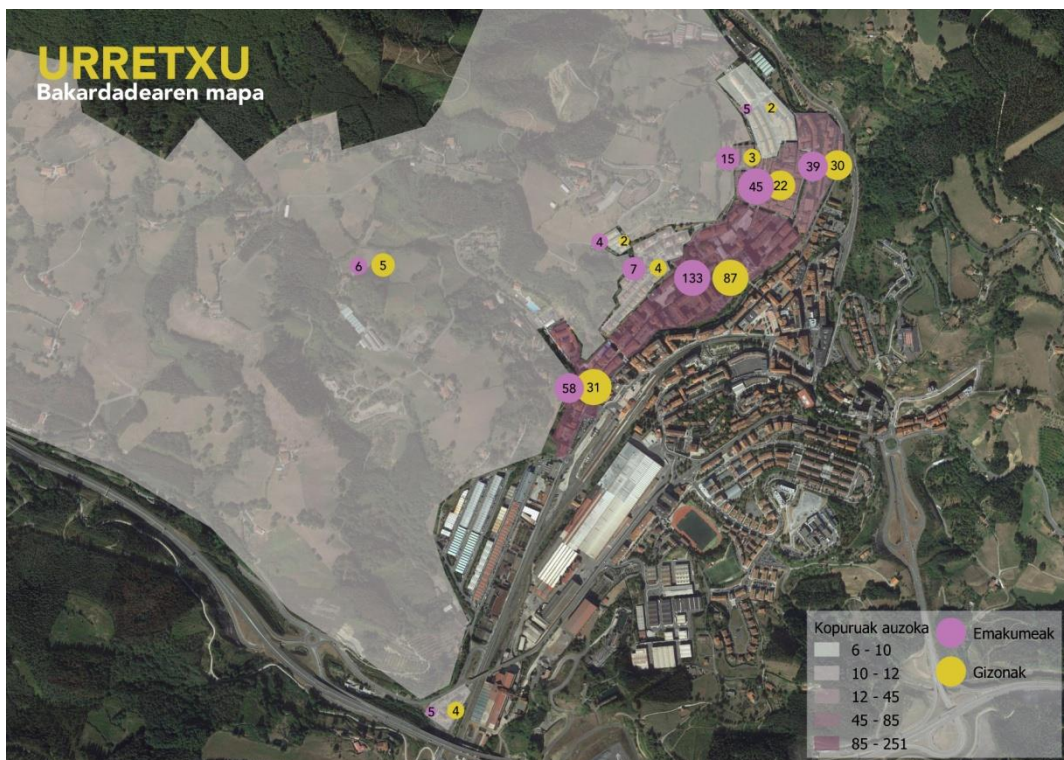 URRETXU
Bakardadearen mapa
5 2
15 3
39 30
45 22
4 2
6 5
7 4
133 87
58 31
5 4
Kopuruak auzoka
6 - 10
10 - 12
12 - 45
45 - 85
85 - 251
Emakumeak
Gizonak